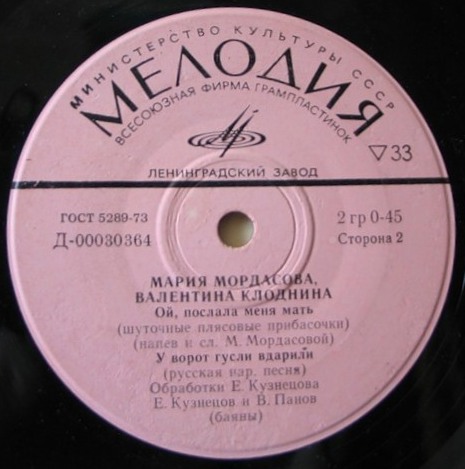 МИНИСТЕРСТВО КУЛЬТУРЫ СССР
МЕЛОДИЯ
ВСЕСОЮЗНАЯ ФИРМА ГРАМПЛАСТИНОК
▽33
ЛЕНИНГРАДСКИЙ ЗАВОД
ГОСТ 5289-73
2 гр 0-45
Д-00030364
Сторона 2
МАРИЯ МОРДАСОВА,
ВАЛЕНТИНА КЛОДНИНА
Ой, послала меня мать
(шуточные плясовые прибасочки)
(напев и сл. М. Мордасовой)
У ворот гусли вдарили
(русская нар. песня)
Обработки Е. Кузнецова
Е. Кузнецов и В. Панов
(баяны)